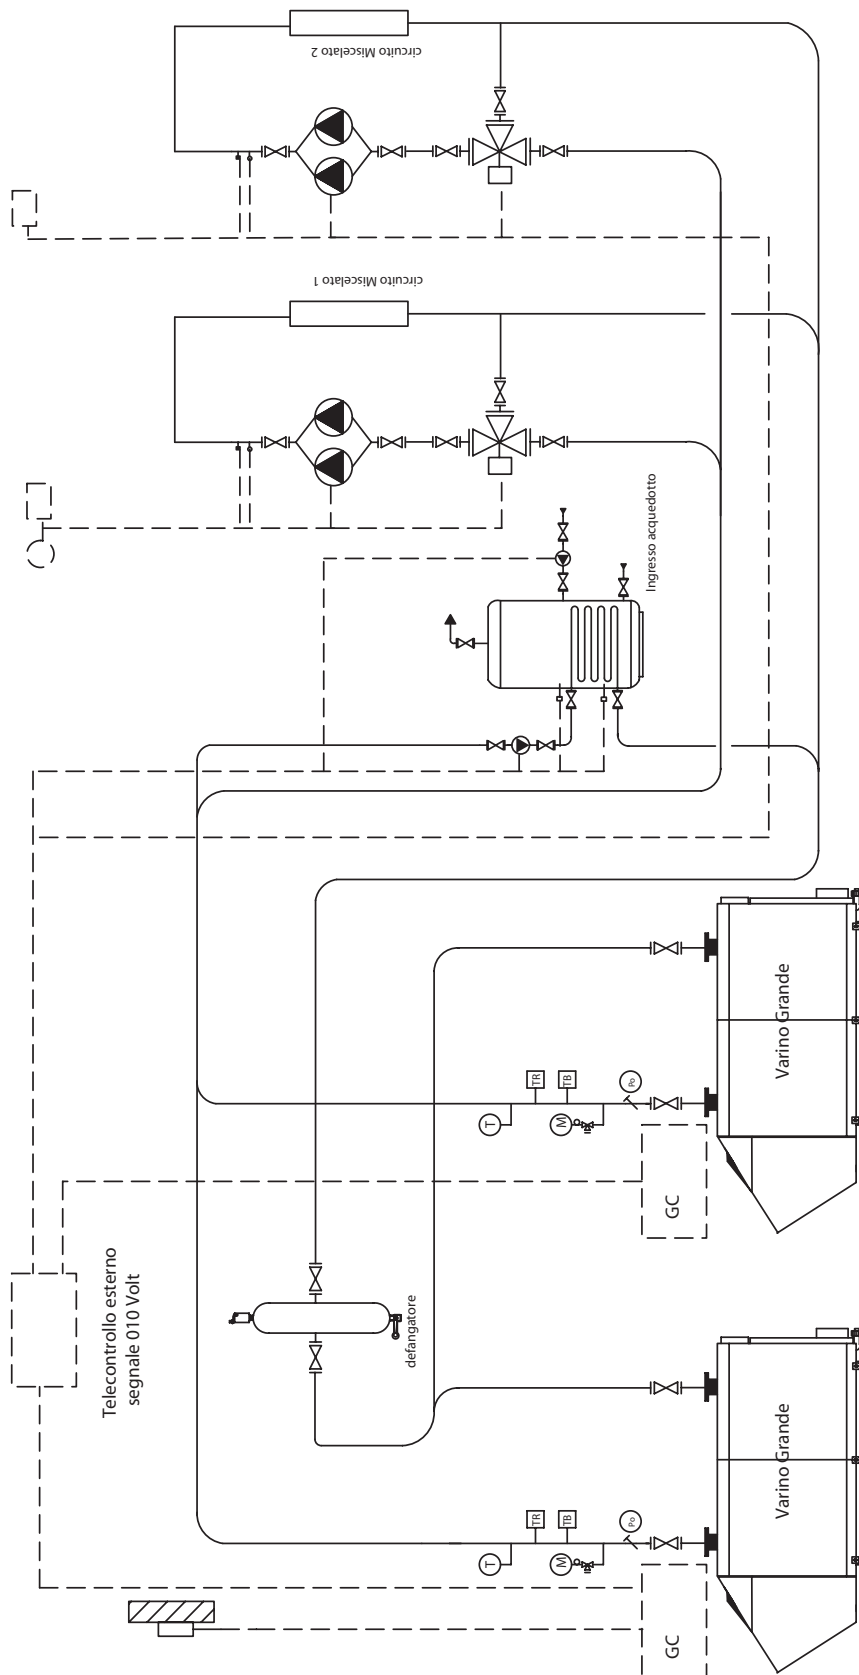 circuito Miscelato 2
circuito Miscelato 1
Ingresso acquedotto
Varino Grande
TR
TB
Po
T
M
GC
Telecontrollo esterno
segnale 010 Volt
defangatore
Varino Grande
TR
TB
Po
T
M
GC